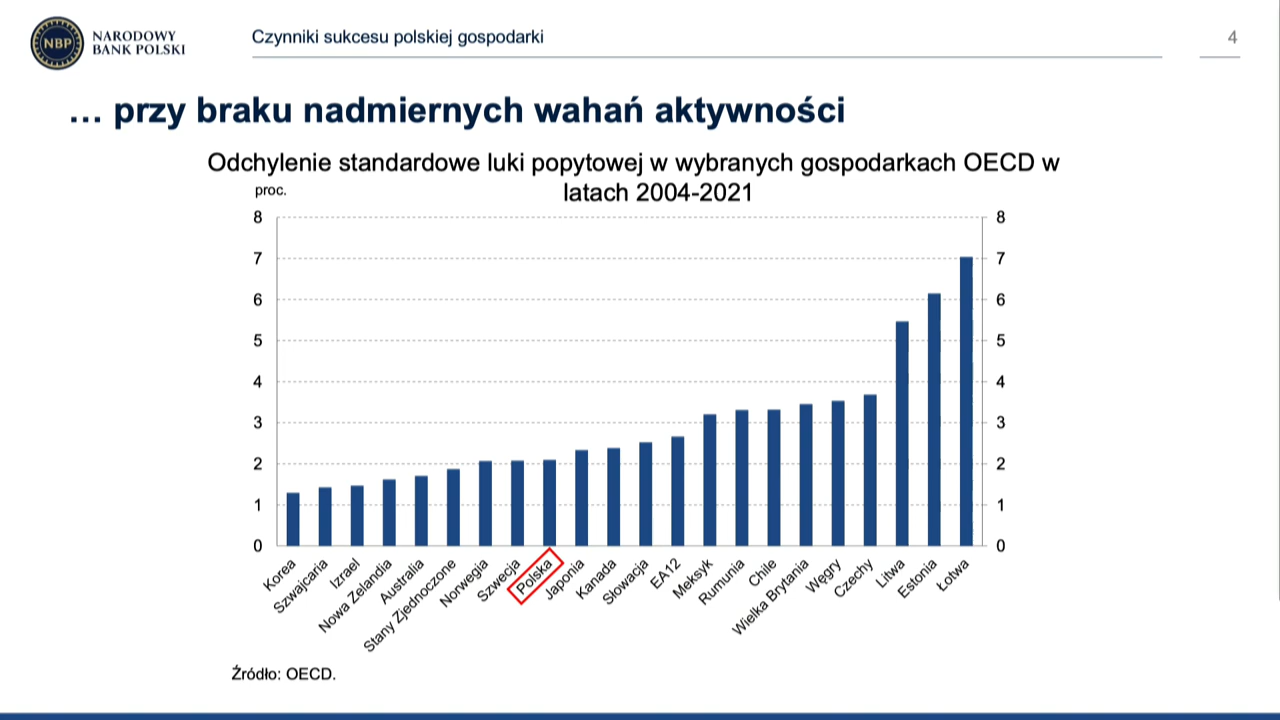 NBP
NARODOWY
BANK POLSKI
Czynniki sukcesu polskiej gospodarki
4
… przy braku nadmiernych wahań aktywności
Odchylenie standardowe luki popytowej w wybranych gospodarkach OECD w
latach 2004-2021
proc.
8 8
7 7
6 6
5 5
4 4
3 3
2 2
1 1
0 0
Korea
Szwajcaria
Izrael
Nowa Zelandia
Australia
Stany Zjednoczone
Norwegia
Szwecja
Polska
Japonia
Kanada
Słowacja
EA12
Meksyk
Rumunia
Chile
Wielka Brytania
Węgry
Czechy
Litwa
Estonia
Łotwa
Źródło: OECD.